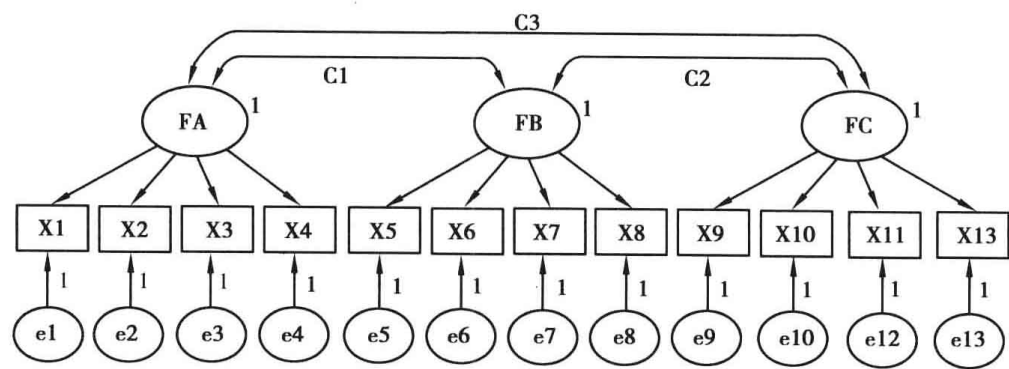 C3
C1 C2
FA 1 FB 1 FC 1
X1 X2 X3 X4 X5 X6 X7 X8 X9 X10 X11 X13
1 1 1 1 1 1 1 1 1 1 1 1
e1 e2 e3 e4 e5 e6 e7 e8 e9 e10 e12 e13